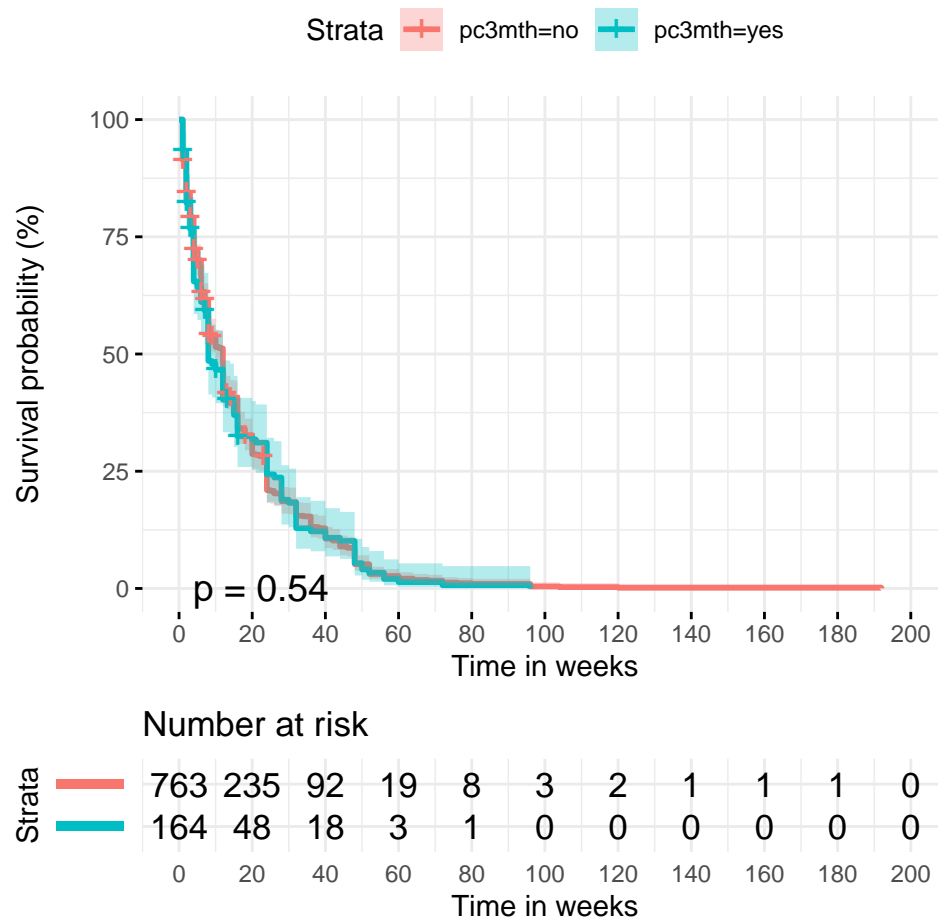 Strata pc3mth=no pc3mth=yes
100
75
50
25
0
Survival probability (%)
p = 0.54
0 20 40 60 80 100 120 140 160 180 200
Time in weeks
Number at risk
Strata
763 235 92 19 8 3 2 1 1 1 0
164 48 18 3 1 0 0 0 0 0 0
0 20 40 60 80 100 120 140 160 180 200
Time in weeks